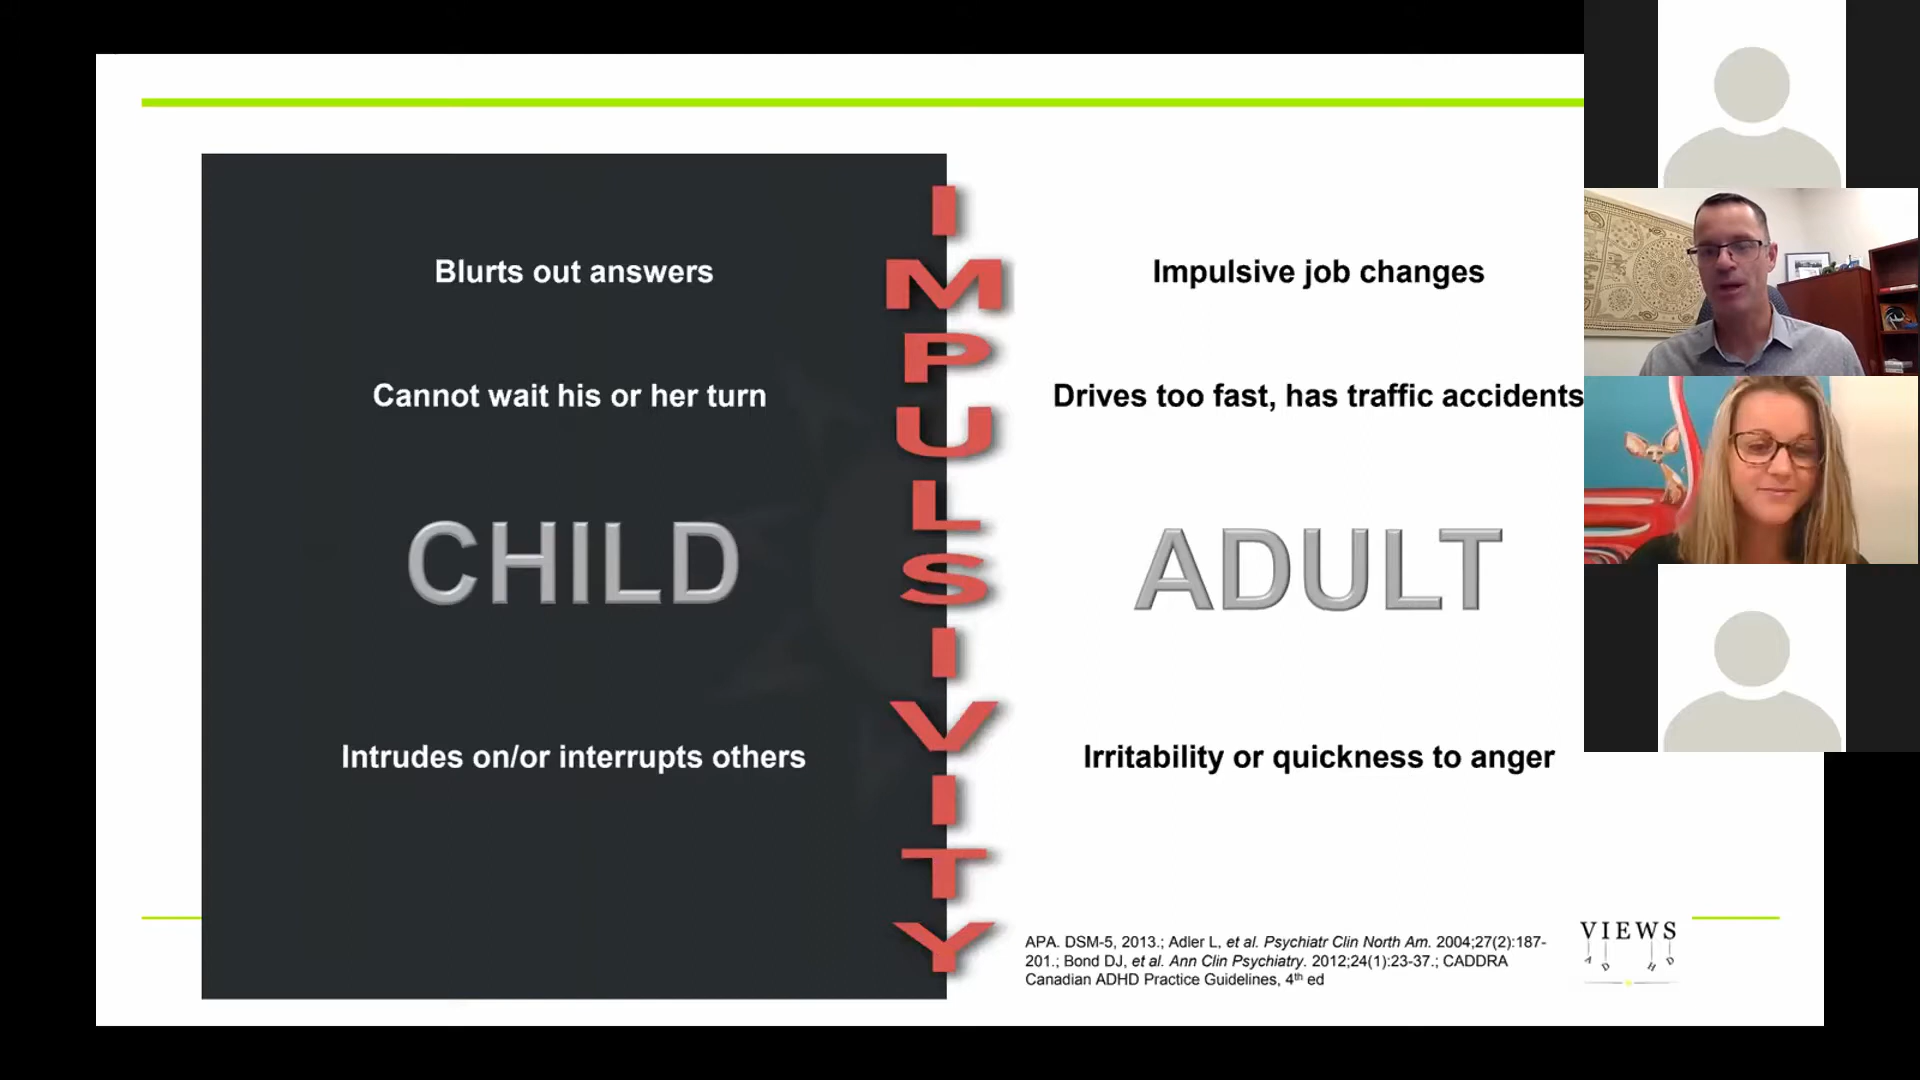 Blurts out answers
Cannot wait his or her turn
CHILD
Intrudes on/or interrupts others
IMPULSIVITY
Impulsive job changes
Drives too fast, has traffic accidents
ADULT
Irritability or quickness to anger
APA. DSM-5, 2013.; Adler L, et al. Psychiatr Clin North Am. 2004;27(2):187-
201.; Bond DJ, et al. Ann Clin Psychiatry. 2012;24(1):23-37.; CADDRA
Canadian ADHD Practice Guidelines, 4th ed
VIEWS
ADHD